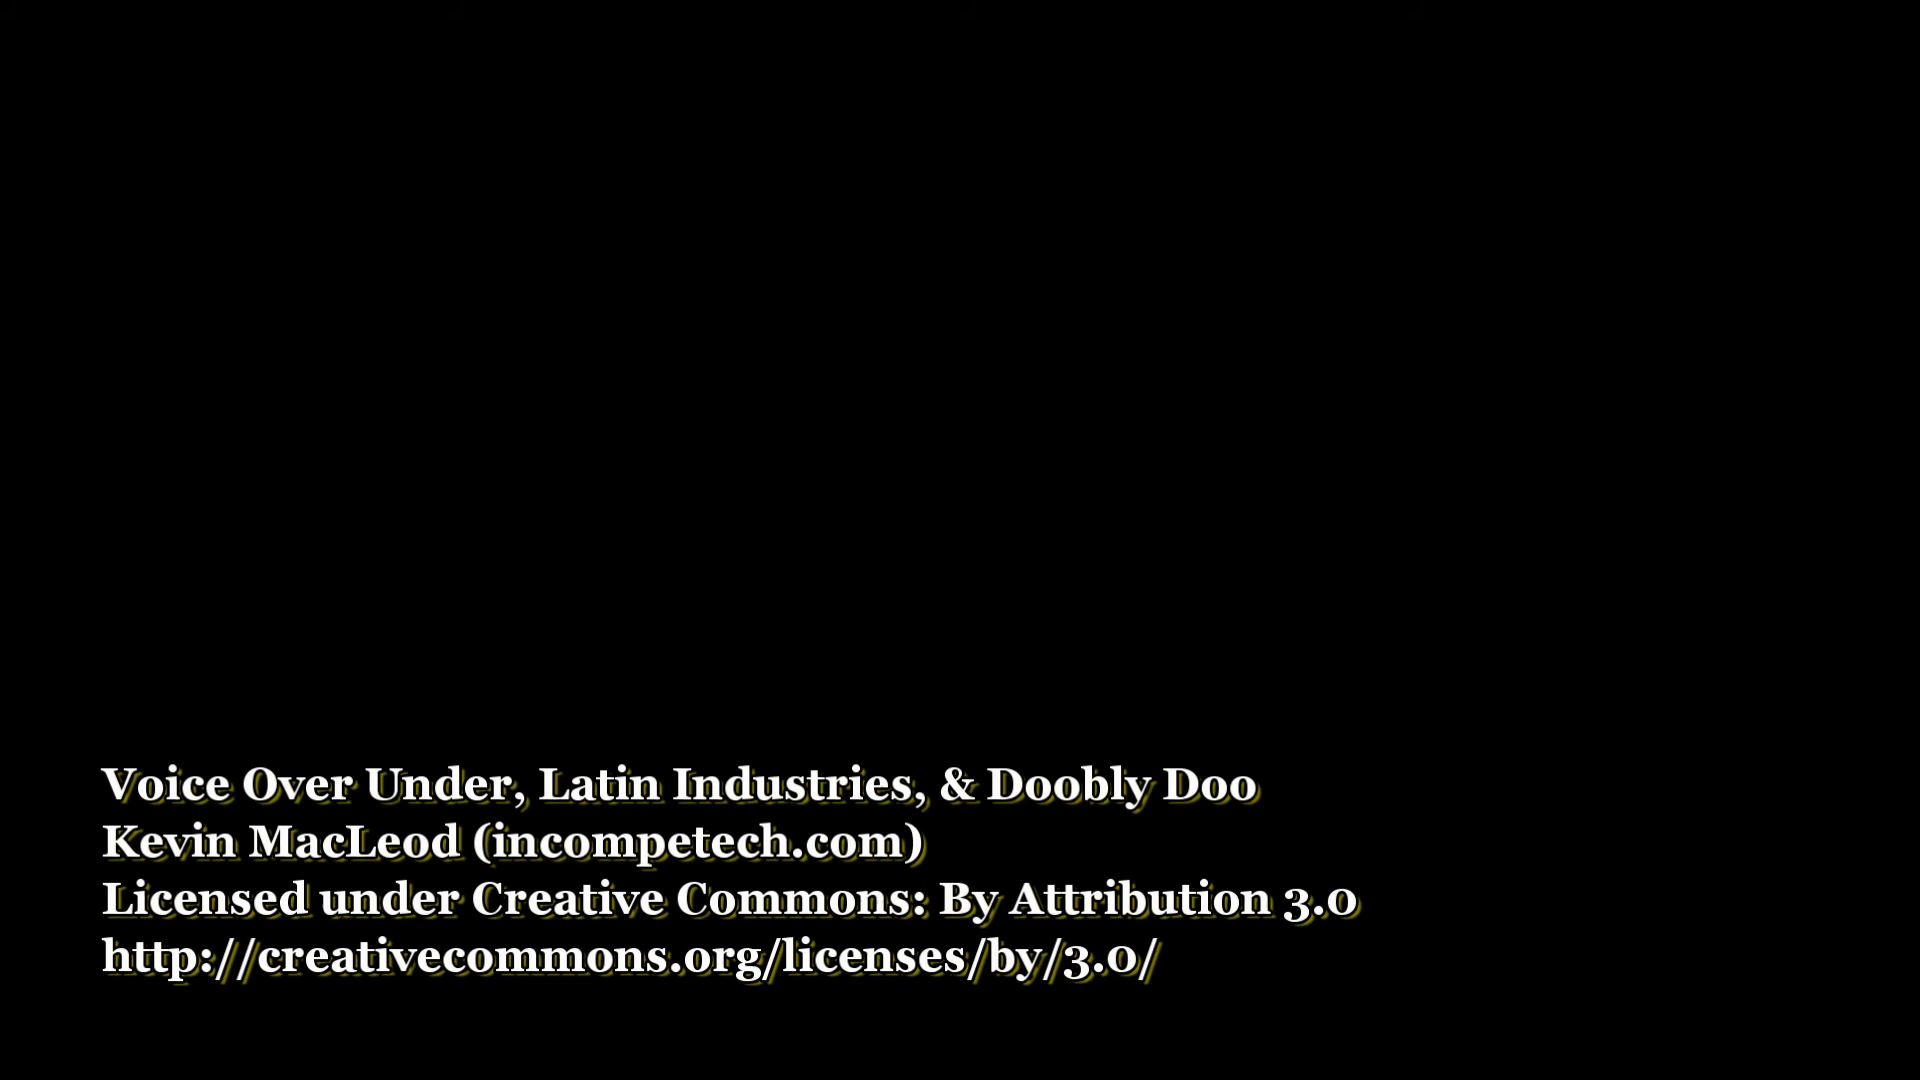 Voice Over Under, Latin Industries, & Doobly Doo
Kevin MacLeod (incompetech.com)
Licensed under Creative Commons: By Attribution 3.0
http://creativecommons.org/licenses/by/3.0/